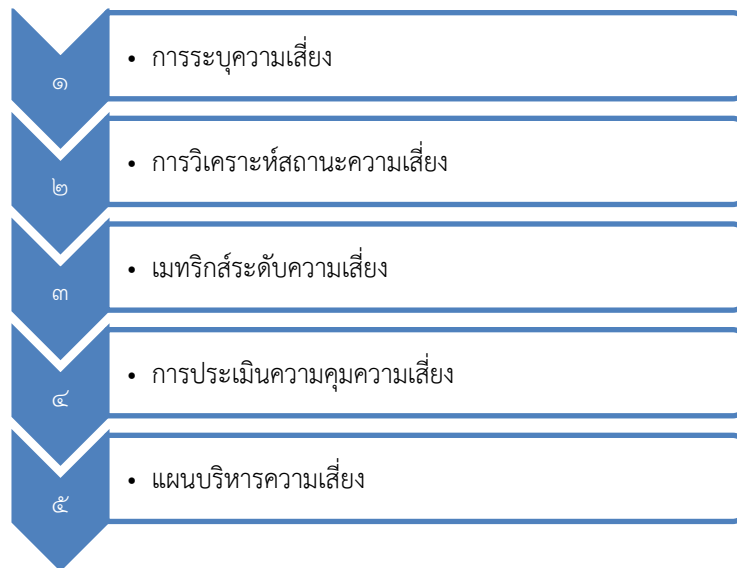 ๑
• การระบุความเสี่ยง
๒
• การวิเคราะห์สถานะความเสี่ยง
๓
• เมทริกส์ระดับความเสี่ยง
๔
• การประเมินความคุมความเสี่ยง
๕
• แผนบริหารความเสี่ยง